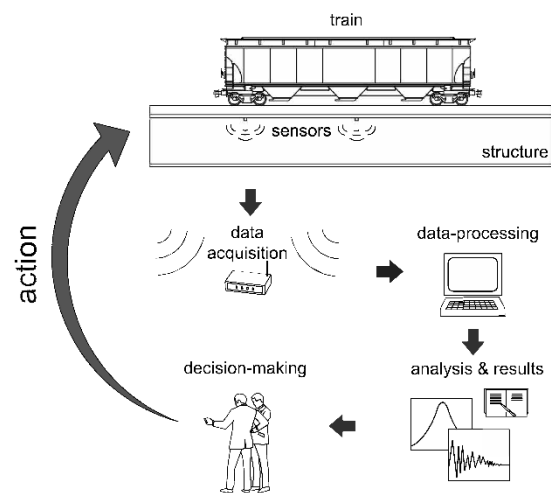 train
sensors
structure
data
acquisition
data-processing
action
decision-making
analysis & results